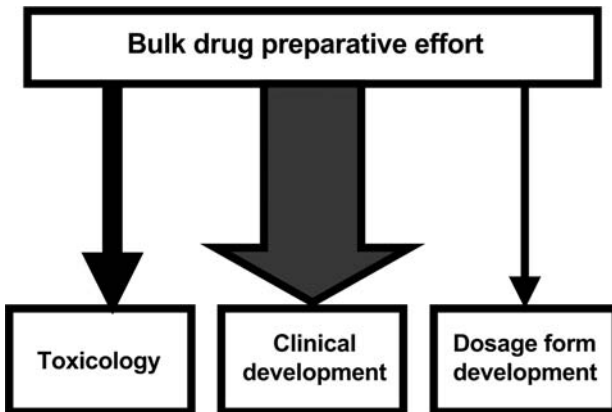 Bulk drug preparative effort
Toxicology
Clinical
development
Dosage form
development